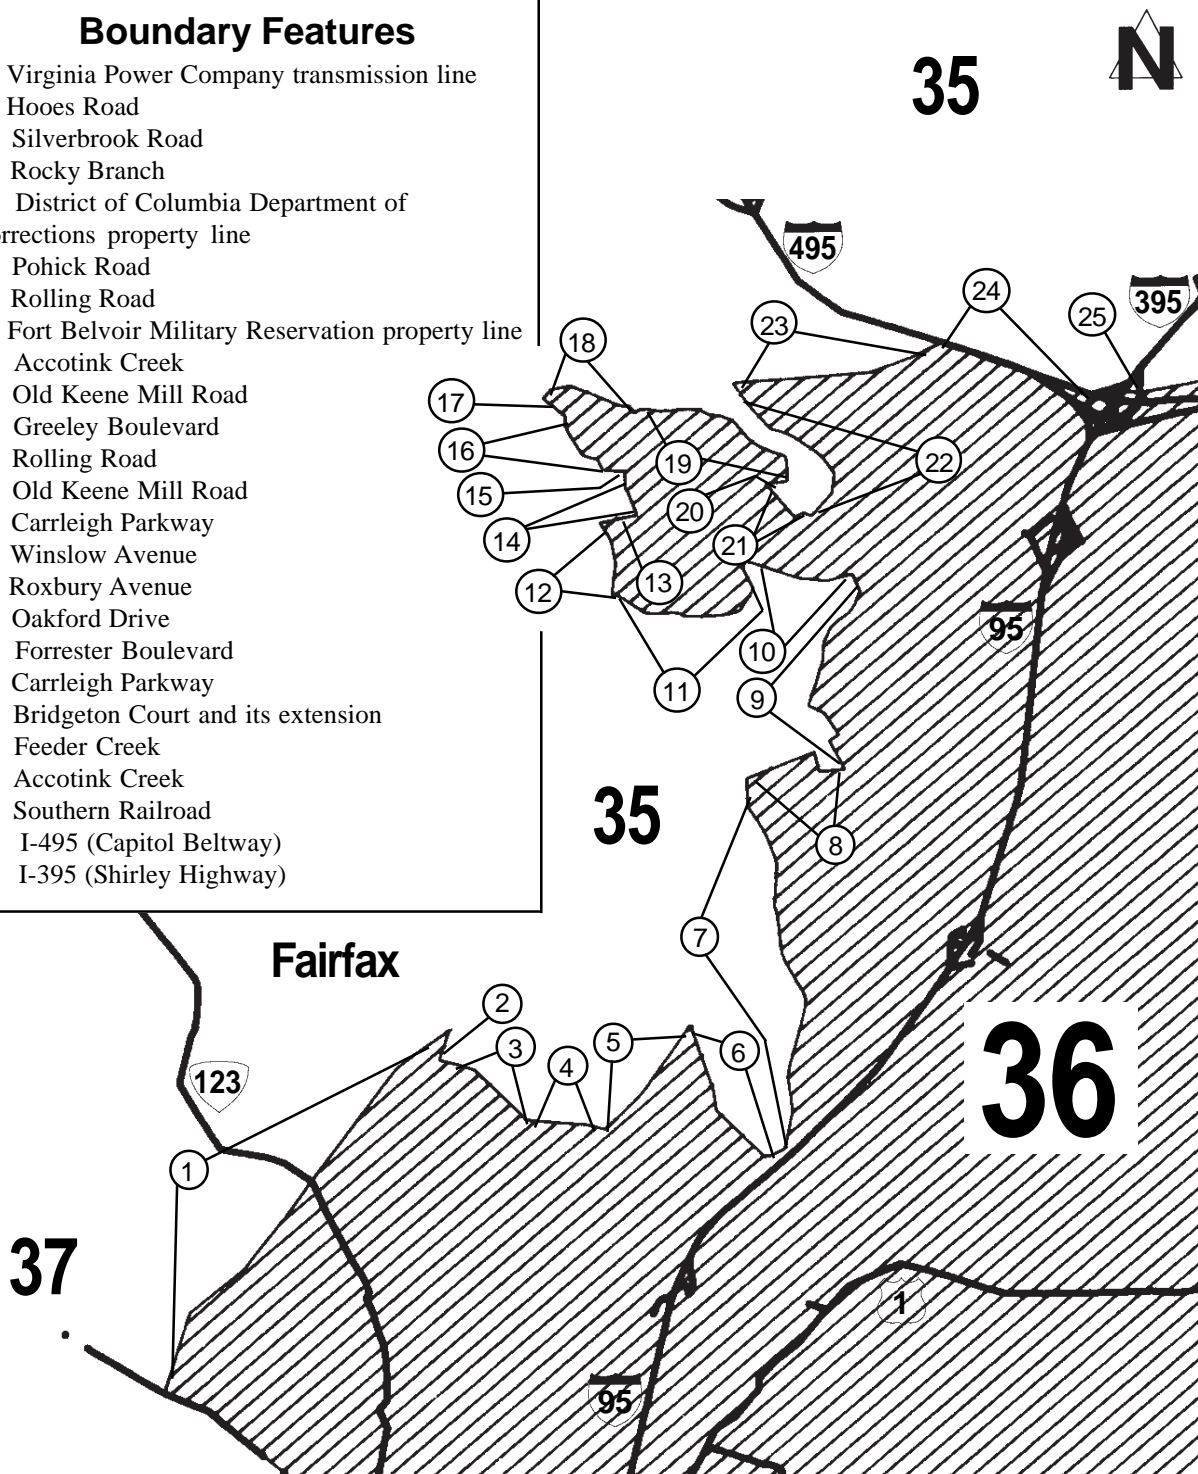 Boundary Features
Virginia Power Company transmission line
Hooes Road
Silverbrook Road
Rocky Branch
District of Columbia Department of
rrections property line
Pohick Road
Rolling Road
Fort Belvoir Military Reservation property line
Accotink Creek
Old Keene Mill Road
Greeley Boulevard
Rolling Road
Old Keene Mill Road
Carrleigh Parkway
Winslow Avenue
Roxbury Avenue
Oakford Drive
Forrester Boulevard
Carrleigh Parkway
Bridgeton Court and its extension
Feeder Creek
Accotink Creek
Southern Railroad
I-495 (Capitol Beltway)
I-395 (Shirley Highway)
N
35
495
24
395
25
23
18
17
16
19
22
15
20
14
21
13
12
95
10
11
9
35
8
7
Fairfax
2
36
5
3
6
4
123
1
37
1
95